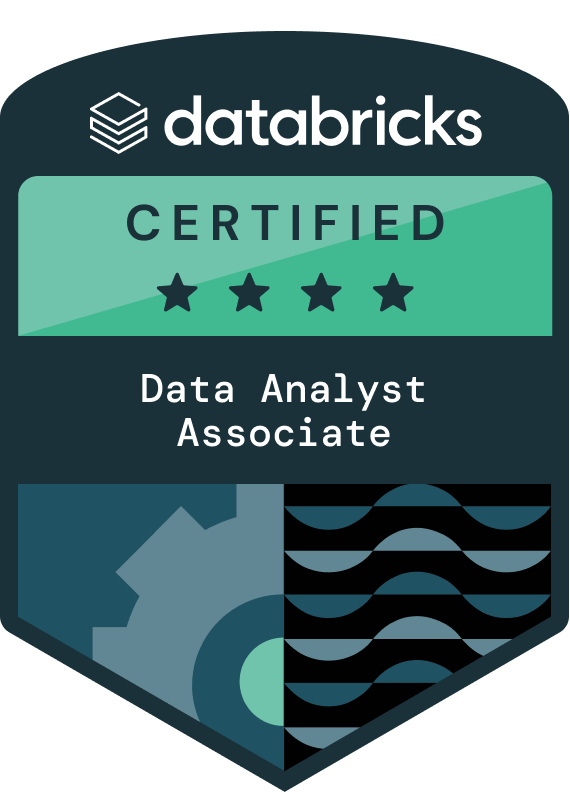 databricks
CERTIFIED
Data Analyst
Associate